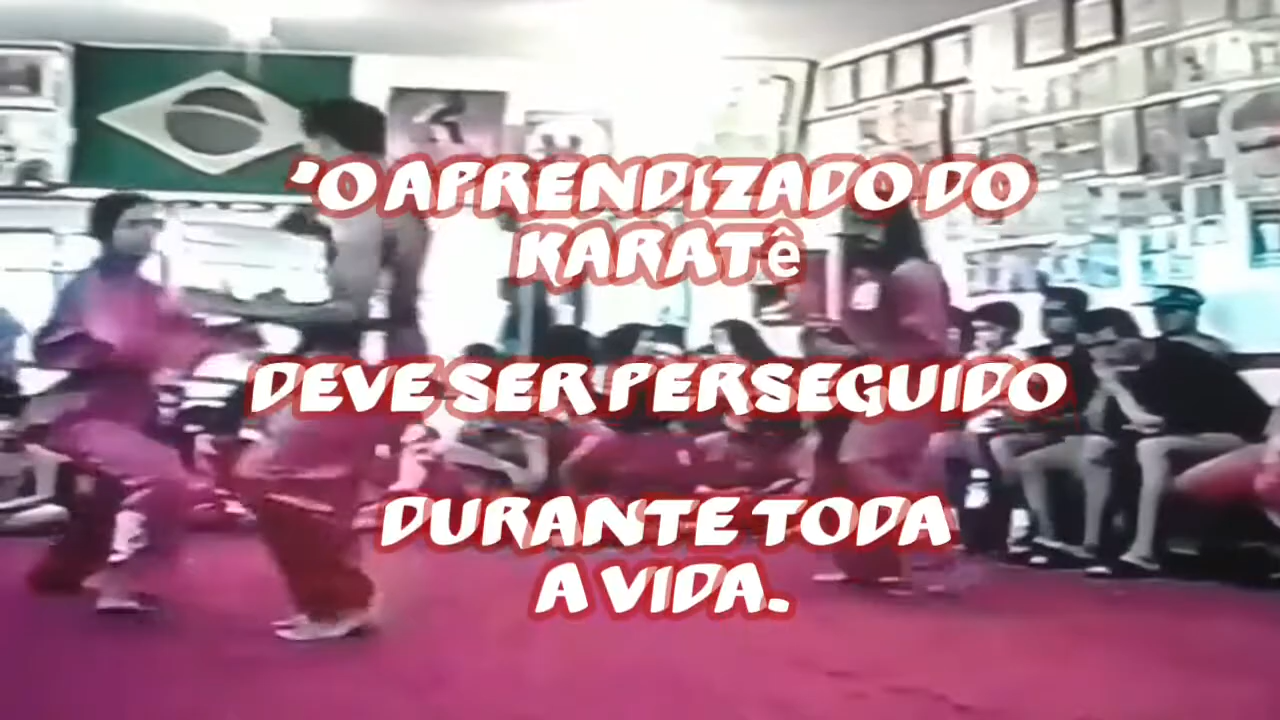 'O APRENDIZADO DO
KARATê
DEVE SER PERSEGUIDO
DURANTE TODA
A VIDA.